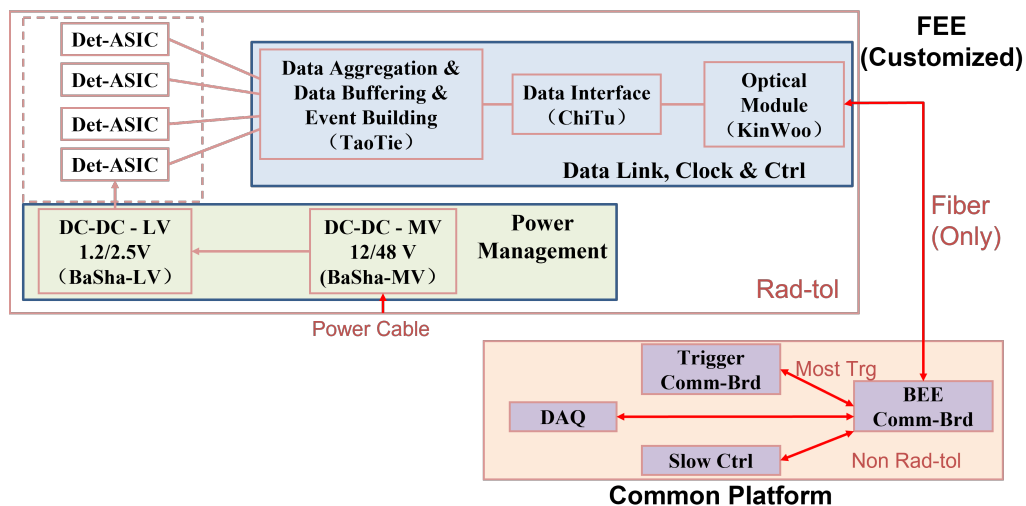 Det-ASIC
Det-ASIC
Det-ASIC
Det-ASIC
Data Aggregation &
Data Buffering &
Event Building
（TaoTie）
Data Interface
（ChiTu）
Optical
Module
（KinWoo）
Data Link, Clock & Ctrl
FEE
(Customized)
DC-DC - LV
1.2/2.5V
（BaSha-LV）
DC-DC - MV
12/48 V
(BaSha-MV）
Power
Management
Rad-tol
Fiber
(Only)
Power Cable
Trigger
Comm-Brd
Most Trg
DAQ
BEE
Comm-Brd
Slow Ctrl
Non Rad-tol
Common Platform